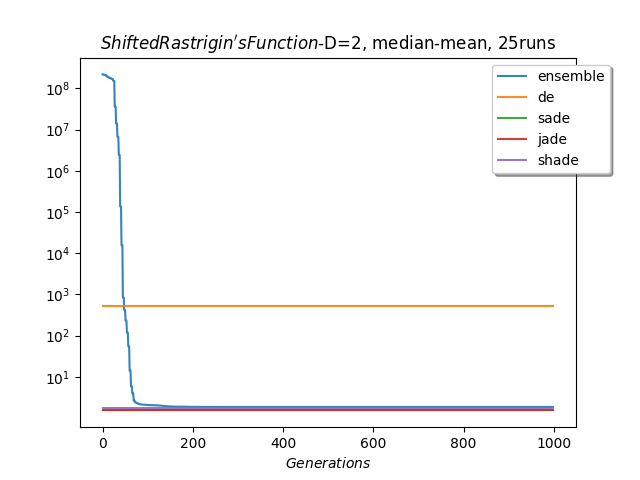 ShiftedRastrigin'sFunction-D=2, median-mean, 25runs
ensemble
de
sade
jade
shade
10^8
10^7
10^6
10^5
10^4
10^3
10^2
10^1
0 200 400 600 800 1000
Generations